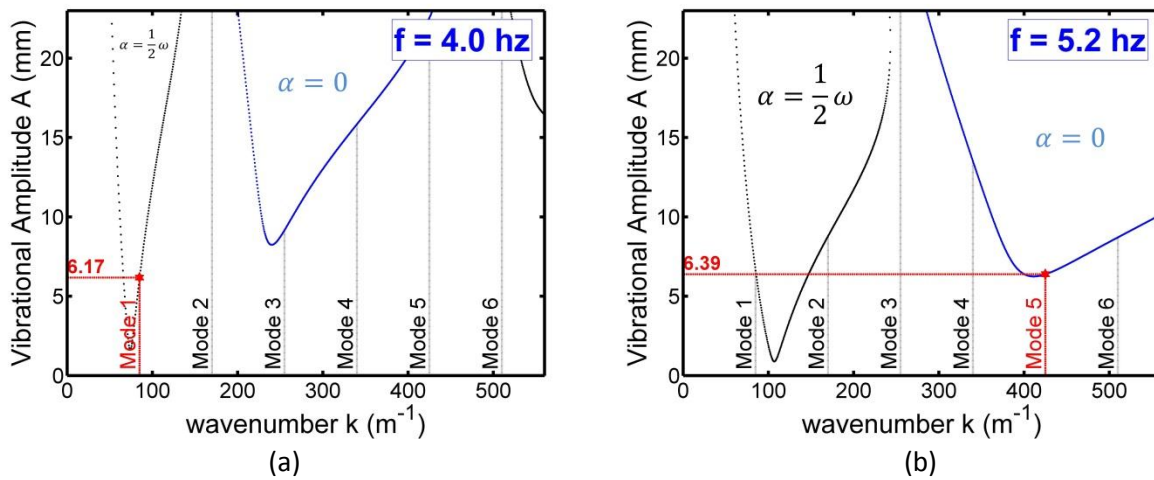 Vibrational Amplitude A (mm)
20
15
10
5
0
6.17
α = 1/2 ω
α = 0
f = 4.0 hz
Mode 1
Mode 2
Mode 3
Mode 4
Mode 5
Mode 6
0 100 200 300 400 500
wavenumber k (m⁻¹)
(a)
Vibrational Amplitude A (mm)
20
15
10
5
0
6.39
α = 1/2 ω
α = 0
f = 5.2 hz
Mode 1
Mode 2
Mode 3
Mode 4
Mode 5
Mode 6
0 100 200 300 400 500
wavenumber k (m⁻¹)
(b)